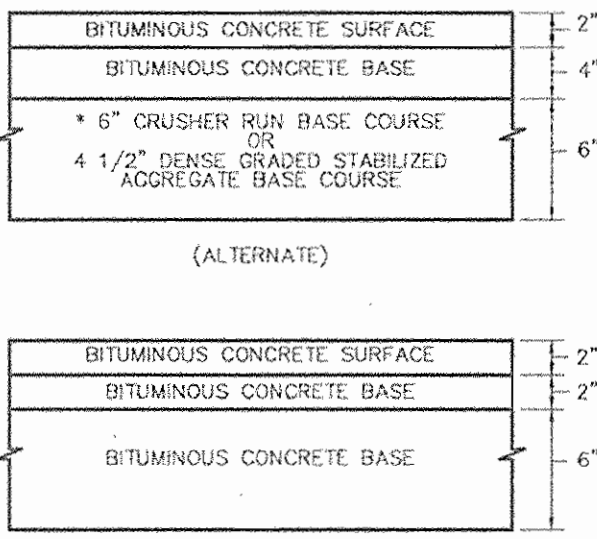 BITUMINOUS CONCRETE SURFACE
2"
BITUMINOUS CONCRETE BASE
4"
* 6" CRUSHER RUN BASE COURSE
OR
4 1/2" DENSE GRADED STABILIZED
AGGREGATE BASE COURSE
6"
(ALTERNATE)
BITUMINOUS CONCRETE SURFACE
2"
BITUMINOUS CONCRETE BASE
2"
BITUMINOUS CONCRETE BASE
6"